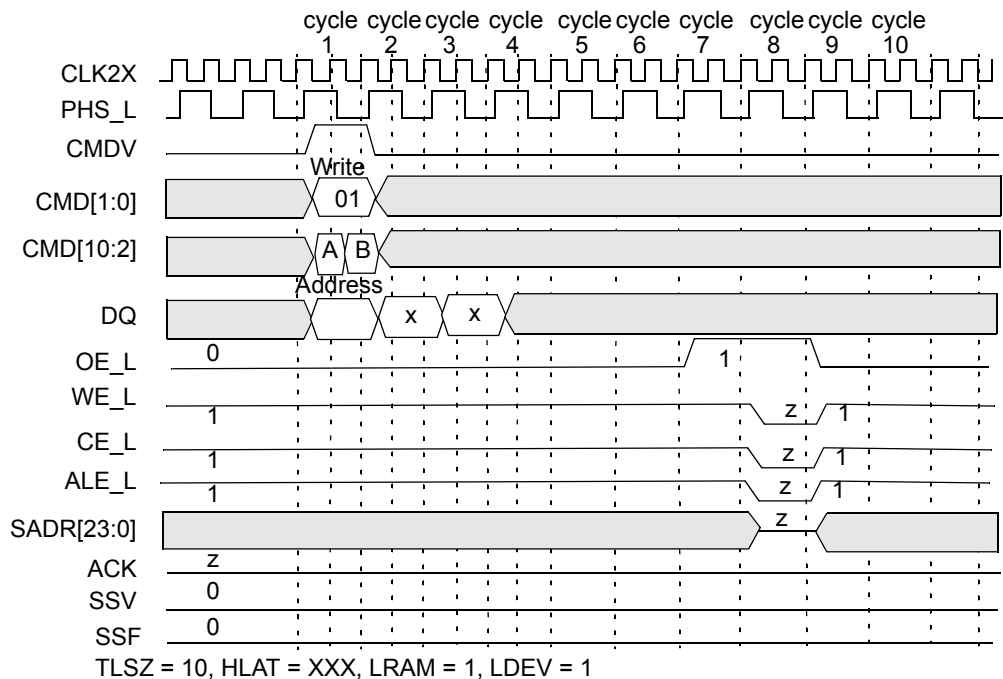 cycle cycle cycle cycle cycle cycle cycle cycle cycle cycle
1 2 3 4 5 6 7 8 9 10
CLK2X
PHS_L
CMDV
Write
CMD[1:0] 01
CMD[10:2] A B
Address
DQ x x
OE_L 0 1
WE_L 1 z 1
CE_L 1 z 1
ALE_L 1 z 1
SADR[23:0] z
ACK z
SSV 0
SSF 0
TLSZ = 10, HLAT = XXX, LRAM = 1, LDEV = 1